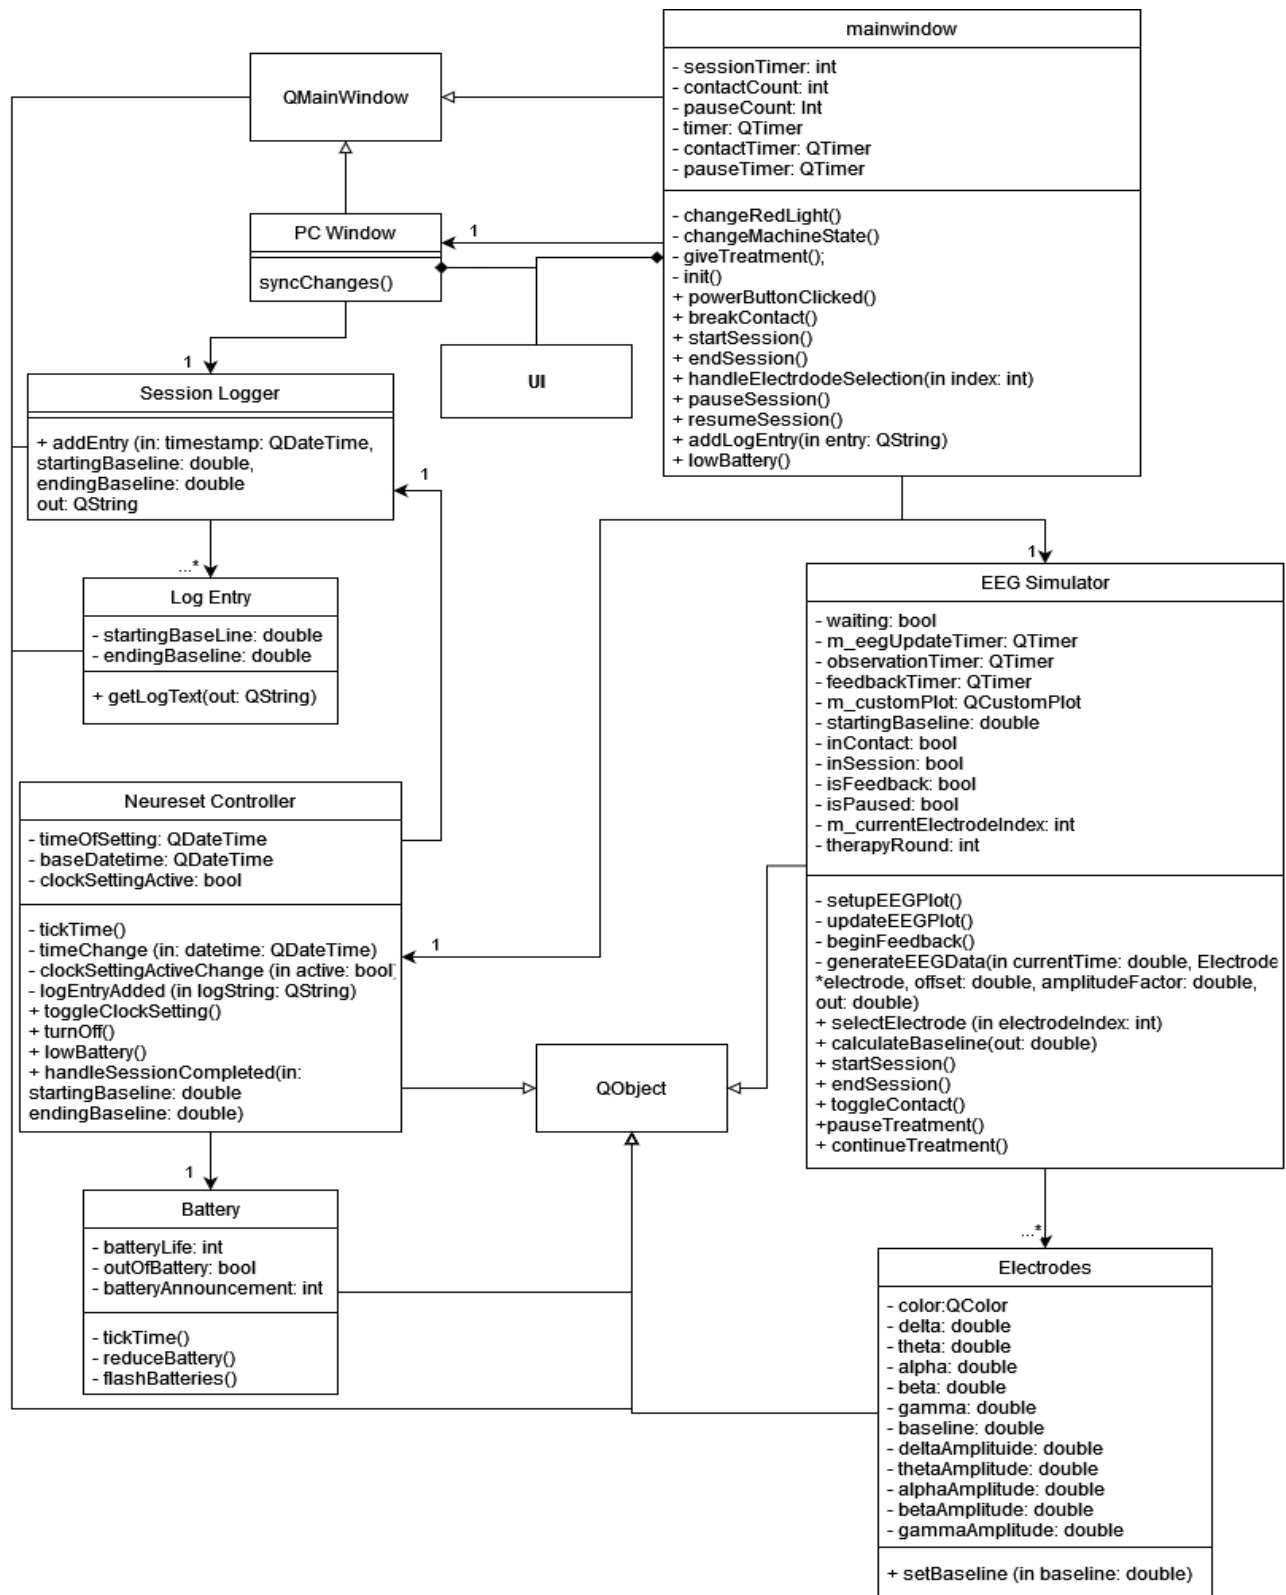 mainwindow
- sessionTimer: int
- contactCount: int
- pauseCount: Int
- timer: QTimer
- contactTimer: QTimer
- pauseTimer: QTimer
- changeRedLight()
- changeMachineState()
- giveTreatment();
- init()
+ powerButtonClicked()
+ breakContact()
+ startSession()
+ endSession()
+ handleElectrdodeSelection(in index: int)
+ pauseSession()
+ resumeSession()
+ addLogEntry(in entry: QString)
+ lowBattery()
QMainWindow
1
PC Window
syncChanges()
UI
1
Session Logger
+ addEntry (in: timestamp: QDateTime,
startingBaseline: double,
endingBaseline: double
out: QString
1
...*
Log Entry
- startingBaseLine: double
- endingBaseline: double
+ getLogText(out: QString)
1
EEG Simulator
- waiting: bool
- m_eegUpdateTimer: QTimer
- observationTimer: QTimer
- feedbackTimer: QTimer
- m_customPlot: QCustomPlot
- startingBaseline: double
- inContact: bool
- inSession: bool
- isFeedback: bool
- isPaused: bool
- m_currentElectrodeIndex: int
- therapyRound: int
- setupEEGPlot()
- updateEEGPlot()
- beginFeedback()
- generateEEGData(in currentTime: double, Electrode
*electrode, offset: double, amplitudeFactor: double,
out: double)
+ selectElectrode (in electrodeIndex: int)
+ calculateBaseline(out: double)
+ startSession()
+ endSession()
+ toggleContact()
+pauseTreatment()
+ continueTreatment()
Neureset Controller
- timeOfSetting: QDateTime
- baseDatetime: QDateTime
- clockSettingActive: bool
- tickTime()
- timeChange (in: datetime: QDateTime)
- clockSettingActiveChange (in active: bool)
- logEntryAdded (in logString: QString)
+ toggleClockSetting()
+ turnOff()
+ lowBattery()
+ handleSessionCompleted(in:
startingBaseline: double
endingBaseline: double)
1
QObject
1
Battery
- batteryLife: int
- outOfBattery: bool
- batteryAnnouncement: int
- tickTime()
- reduceBattery()
- flashBatteries()
...*
Electrodes
- color:QColor
- delta: double
- theta: double
- alpha: double
- beta: double
- gamma: double
- baseline: double
- deltaAmplituide: double
- thetaAmplitude: double
- alphaAmplitude: double
- betaAmplitude: double
- gammaAmplitude: double
+ setBaseline (in baseline: double)